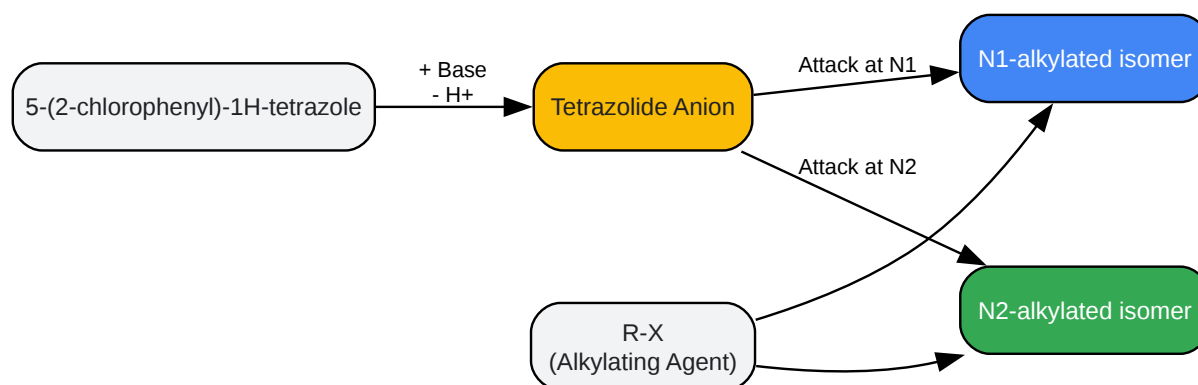 5-(2-chlorophenyl)-1H-tetrazole
+ Base
- H+
Tetrazolide Anion
Attack at N1
Attack at N2
N1-alkylated isomer
N2-alkylated isomer
R-X
(Alkylating Agent)